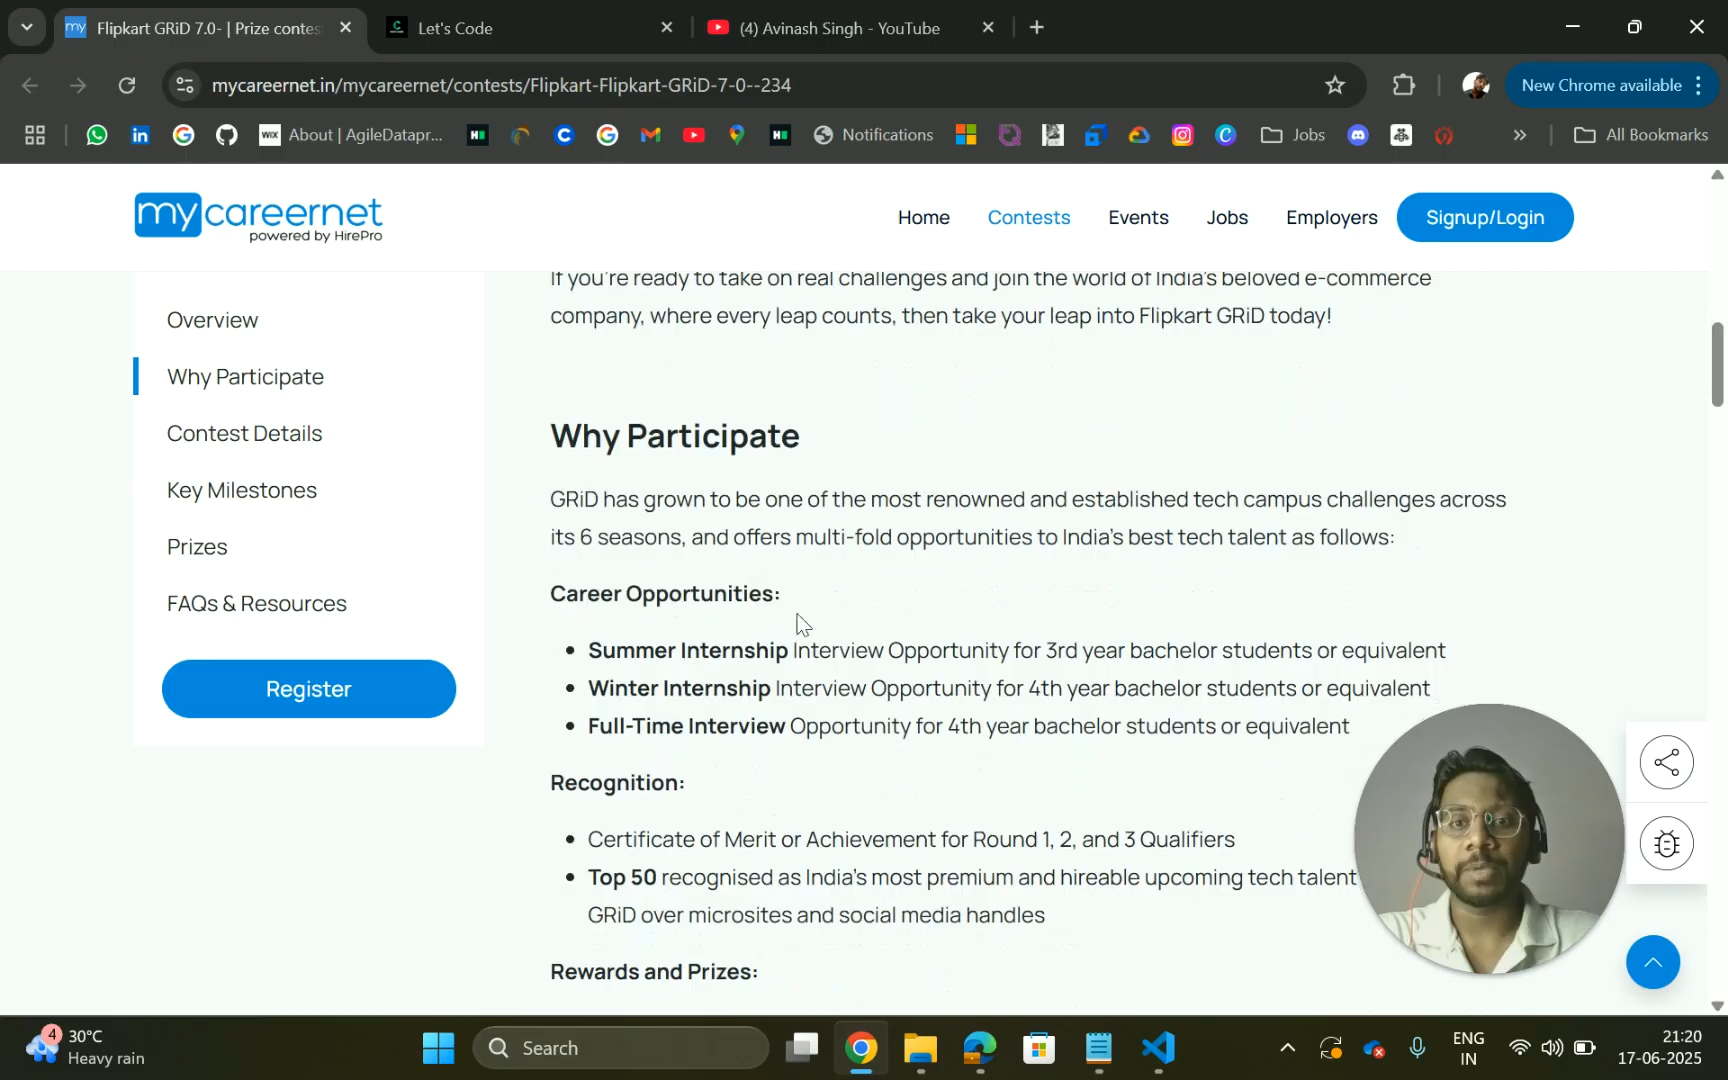 my Flipkart GRiD 7.0- | Prize contes
C Let's Code
(4) Avinash Singh - YouTube
mycareernet.in/mycareernet/contests/Flipkart-Flipkart-GRiD-7-0--234
New Chrome available
WiX About | AgileDatapr...
Notifications
Jobs
All Bookmarks
mycareernet
powered by HirePro
Home
Contests
Events
Jobs
Employers
Signup/Login
Overview
Why Participate
Contest Details
Key Milestones
Prizes
FAQs & Resources
Register
If you're ready to take on real challenges and join the world of India's beloved e-commerce
company, where every leap counts, then take your leap into Flipkart GRiD today!
Why Participate
GRiD has grown to be one of the most renowned and established tech campus challenges across
its 6 seasons, and offers multi-fold opportunities to India's best tech talent as follows:
Career Opportunities:
Summer Internship Interview Opportunity for 3rd year bachelor students or equivalent
Winter Internship Interview Opportunity for 4th year bachelor students or equivalent
Full-Time Interview Opportunity for 4th year bachelor students or equivalent
Recognition:
Certificate of Merit or Achievement for Round 1, 2, and 3 Qualifiers
Top 50 recognised as India's most premium and hireable upcoming tech talent
GRiD over microsites and social media handles
Rewards and Prizes:
4
30°C
Heavy rain
Search
ENG
IN
21:20
17-06-2025